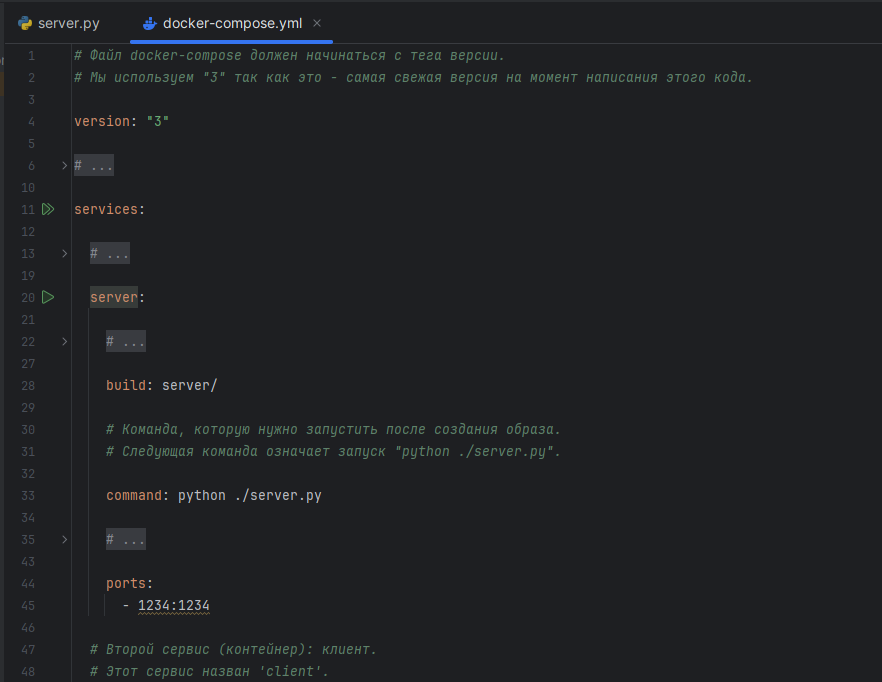 server.py docker-compose.yml
1 # Файл docker-compose должен начинаться с тега версии.
2 # Мы используем "3" так как это - самая свежая версия на момент написания этого кода.
3
4 version: "3"
5
6 # ...
10
11 services:
12
13 # ...
19
20 server:
21
22 # ...
27
28 build: server/
29
30 # Команда, которую нужно запустить после создания образа.
31 # Следующая команда означает запуск "python ./server.py".
32
33 command: python ./server.py
34
35 # ...
43
44 ports:
45 - 1234:1234
46
47 # Второй сервис (контейнер): клиент.
48 # Этот сервис назван 'client'.